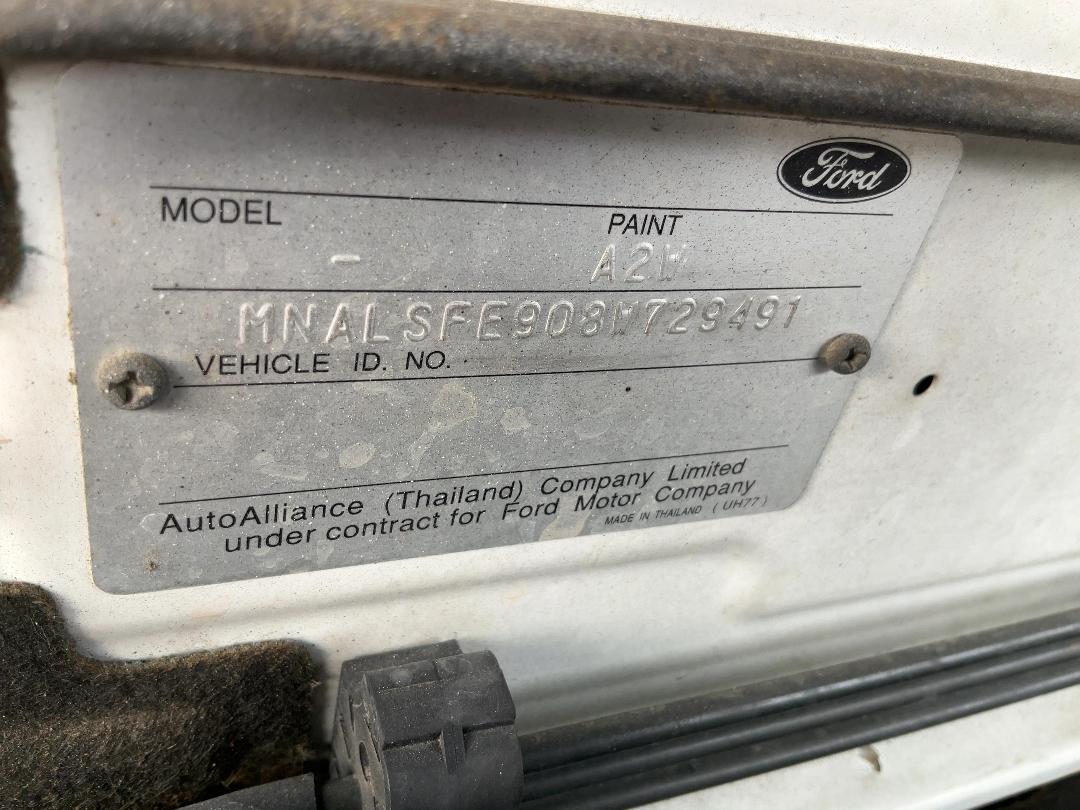 Ford
MODEL PAINT
- A2W
MNALSFE908W729491
VEHICLE ID. NO.
AutoAlliance (Thailand) Company Limited
under contract for Ford Motor Company
MADE IN THAILAND ( UH77 )